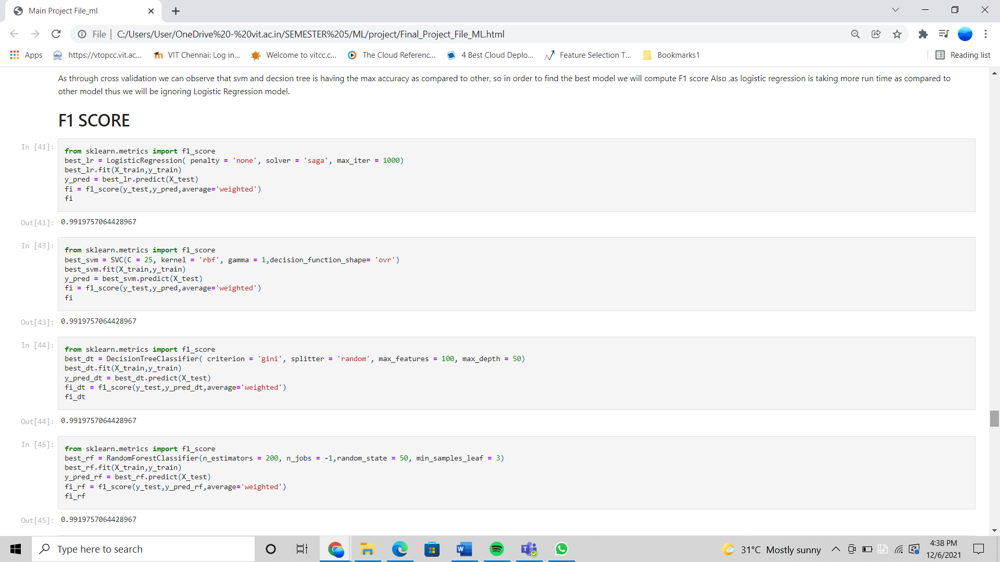 Main Project File_ml
File | C:/Users/User/OneDrive%20-%20vit.ac.in/SEMESTER%205/ML/project/Final_Project_File_ML.html
Apps https://vtopcc.vit.ac... VIT Chennai: Log in... Welcome to vitcc.c... The Cloud Referenc... 4 Best Cloud Deplo... Feature Selection T... Bookmarks1 Reading list
As through cross validation we can observe that svm and decsion tree is having the max accuracy as compared to other, so in order to find the best model we will compute F1 score Also ,as logistic regression is taking more run time as compared to
other model thus we will be ignoring Logistic Regression model.
F1 SCORE
In [41]:
from sklearn.metrics import f1_score
best_lr = LogisticRegression( penalty = 'none', solver = 'saga', max_iter = 1000)
best_lr.fit(X_train,y_train)
y_pred = best_lr.predict(X_test)
fi = f1_score(y_test,y_pred,average='weighted')
fi
Out[41]: 0.9919757064428967
In [43]:
from sklearn.metrics import f1_score
best_svm = SVC(C = 25, kernel = 'rbf', gamma = 1,decision_function_shape= 'ovr')
best_svm.fit(X_train,y_train)
y_pred = best_svm.predict(X_test)
fi = f1_score(y_test,y_pred,average='weighted')
fi
Out[43]: 0.9919757064428967
In [44]:
from sklearn.metrics import f1_score
best_dt = DecisionTreeClassifier( criterion = 'gini', splitter = 'random', max_features = 100, max_depth = 50)
best_dt.fit(X_train,y_train)
y_pred_dt = best_dt.predict(X_test)
fi_dt = f1_score(y_test,y_pred_dt,average='weighted')
fi_dt
Out[44]: 0.9919757064428967
In [45]:
from sklearn.metrics import f1_score
best_rf = RandomForestClassifier(n_estimators = 200, n_jobs = -1,random_state = 50, min_samples_leaf = 3)
best_rf.fit(X_train,y_train)
y_pred_rf = best_rf.predict(X_test)
fi_rf = f1_score(y_test,y_pred_rf,average='weighted')
fi_rf
Out[45]: 0.9919757064428967
Type here to search
31°C Mostly sunny
4:38 PM
12/6/2021